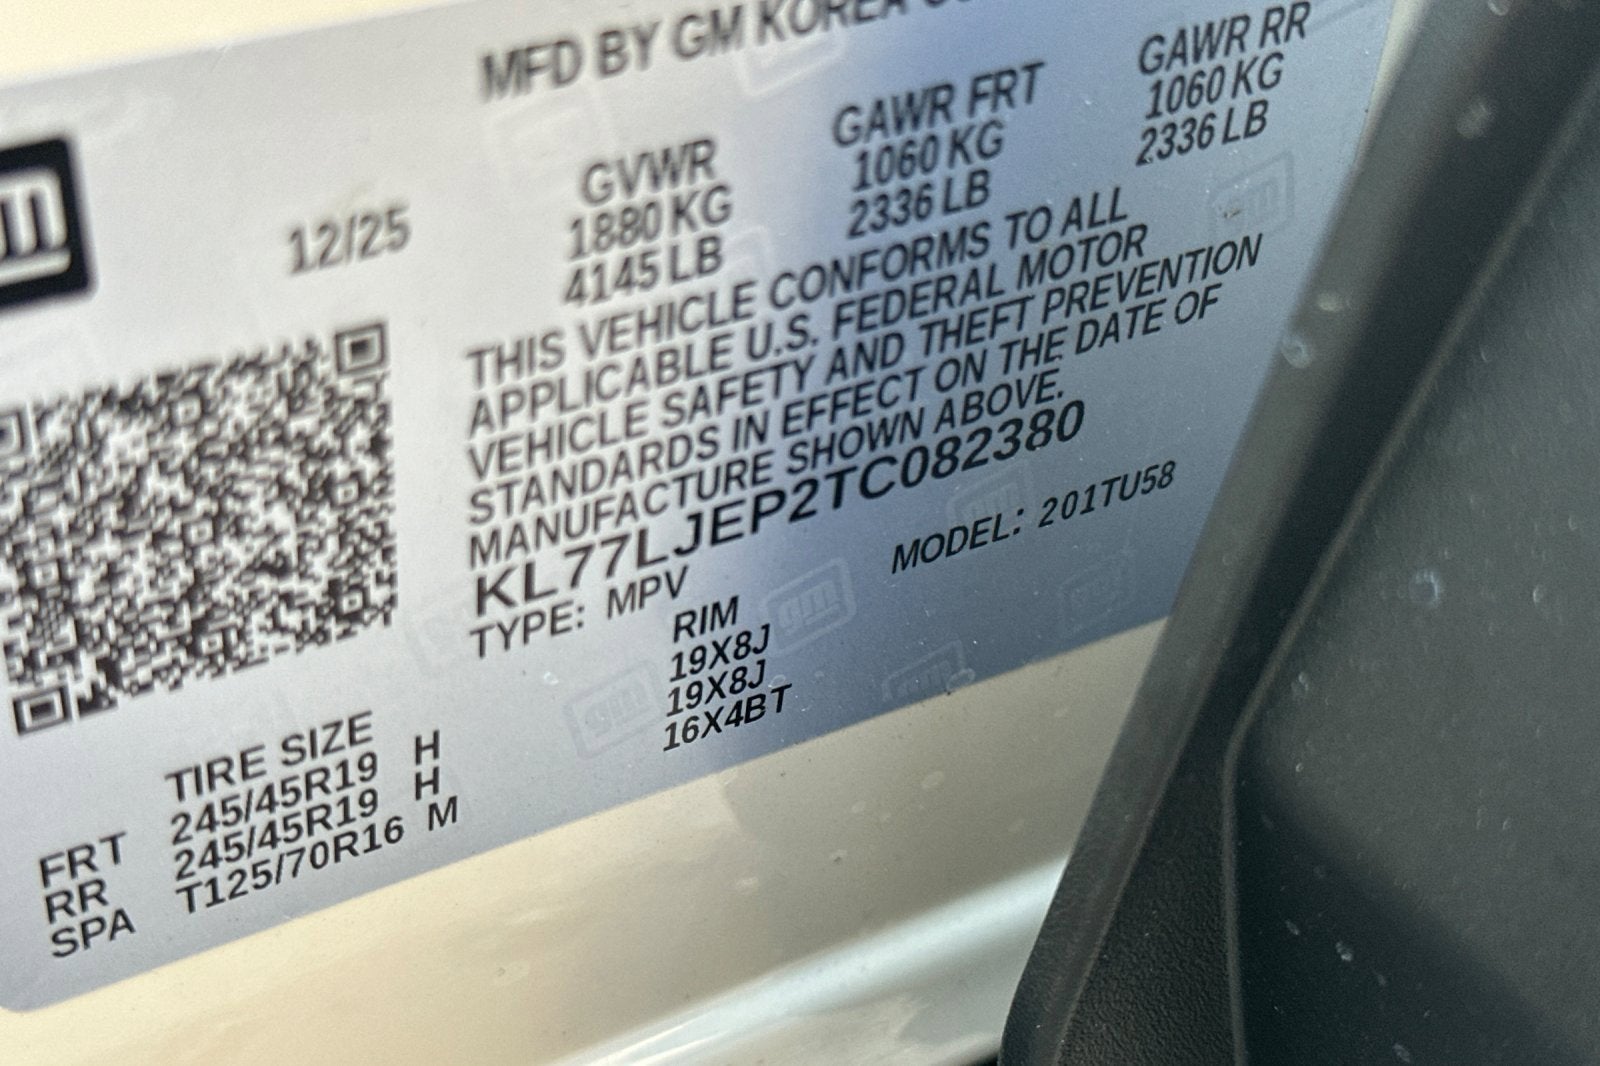 MFD BY GM KOREA
gm
12/25
GVWR
1880 KG
4145 LB
GAWR FRT
1060 KG
2336 LB
GAWR RR
1060 KG
2336 LB
THIS VEHICLE CONFORMS TO ALL
APPLICABLE U.S. FEDERAL MOTOR
VEHICLE SAFETY AND THEFT PREVENTION
STANDARDS IN EFFECT ON THE DATE OF
MANUFACTURE SHOWN ABOVE.
KL77LJEP2TC082380
TYPE: MPV
MODEL: 201TU58
TIRE SIZE RIM
FRT 245/45R19 H 19X8J
RR 245/45R19 H 19X8J
SPA T125/70R16 M 16X4BT